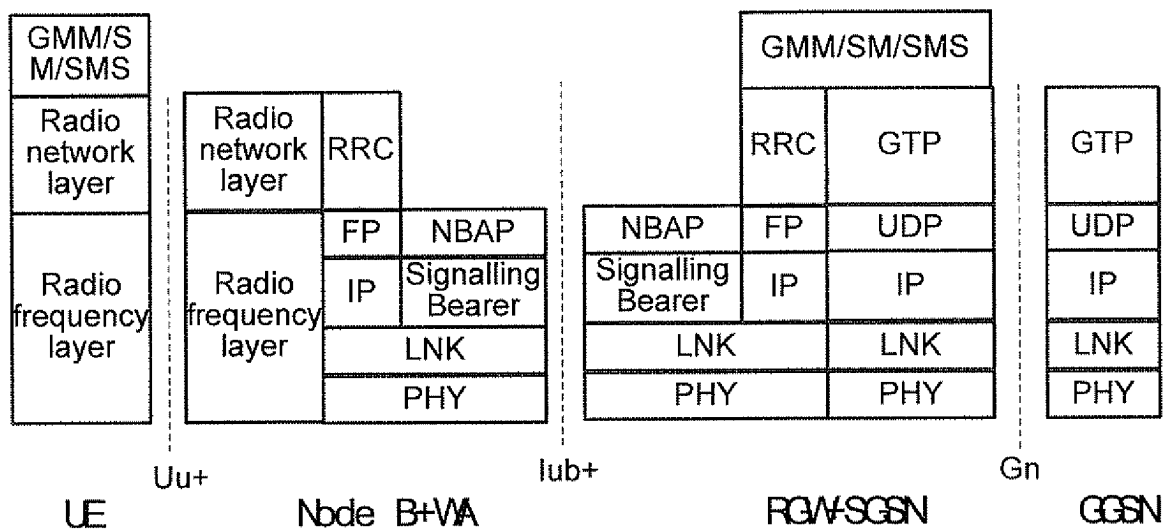 GMM/S
M/SMS
Radio
network
layer
Radio
frequency
layer
Radio
network
layer
RRC
Radio
frequency
layer
FP
NBAP
IP
Signalling
Bearer
LNK
PHY
GMM/SM/SMS
RRC
GTP
NBAP
FP
UDP
Signalling
Bearer
IP
IP
LNK
LNK
PHY
PHY
GTP
UDP
IP
LNK
PHY
Uu+
Iub+
Gn
UE
Node B+WA
RGW+SGSN
GGSN